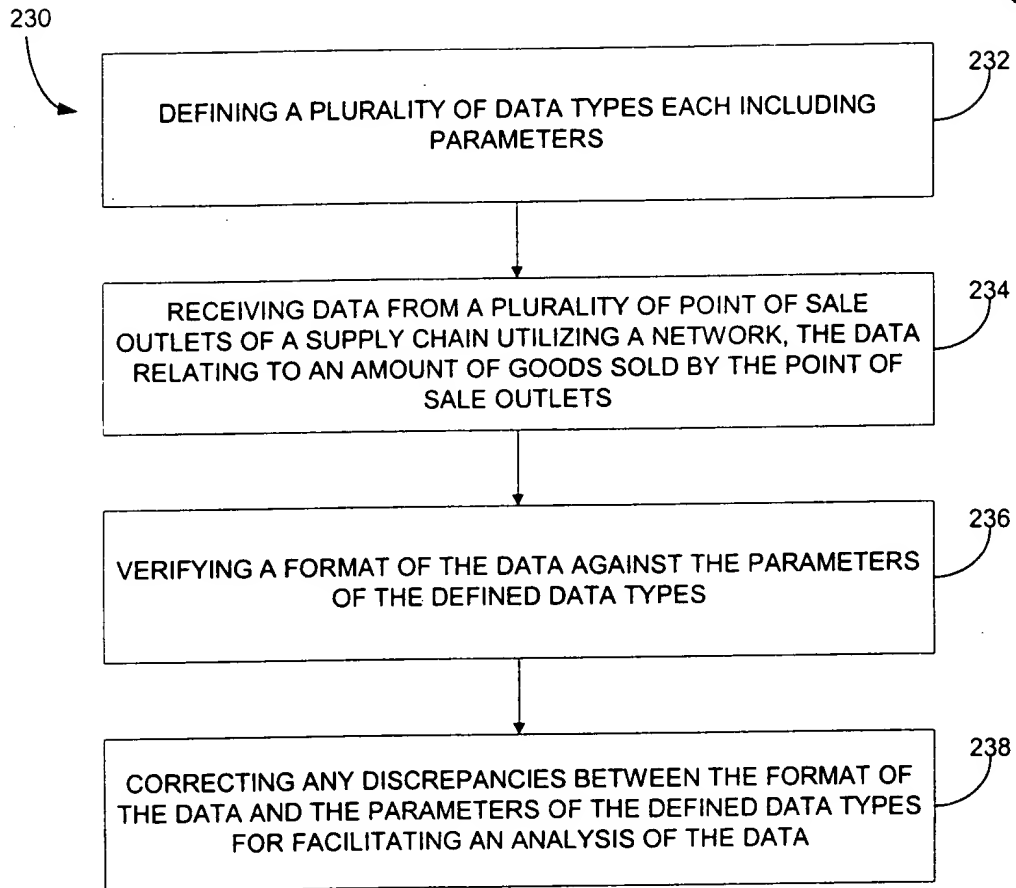 230
232
DEFINING A PLURALITY OF DATA TYPES EACH INCLUDING
PARAMETERS
234
RECEIVING DATA FROM A PLURALITY OF POINT OF SALE
OUTLETS OF A SUPPLY CHAIN UTILIZING A NETWORK, THE DATA
RELATING TO AN AMOUNT OF GOODS SOLD BY THE POINT OF
SALE OUTLETS
236
VERIFYING A FORMAT OF THE DATA AGAINST THE PARAMETERS
OF THE DEFINED DATA TYPES
238
CORRECTING ANY DISCREPANCIES BETWEEN THE FORMAT OF
THE DATA AND THE PARAMETERS OF THE DEFINED DATA TYPES
FOR FACILITATING AN ANALYSIS OF THE DATA